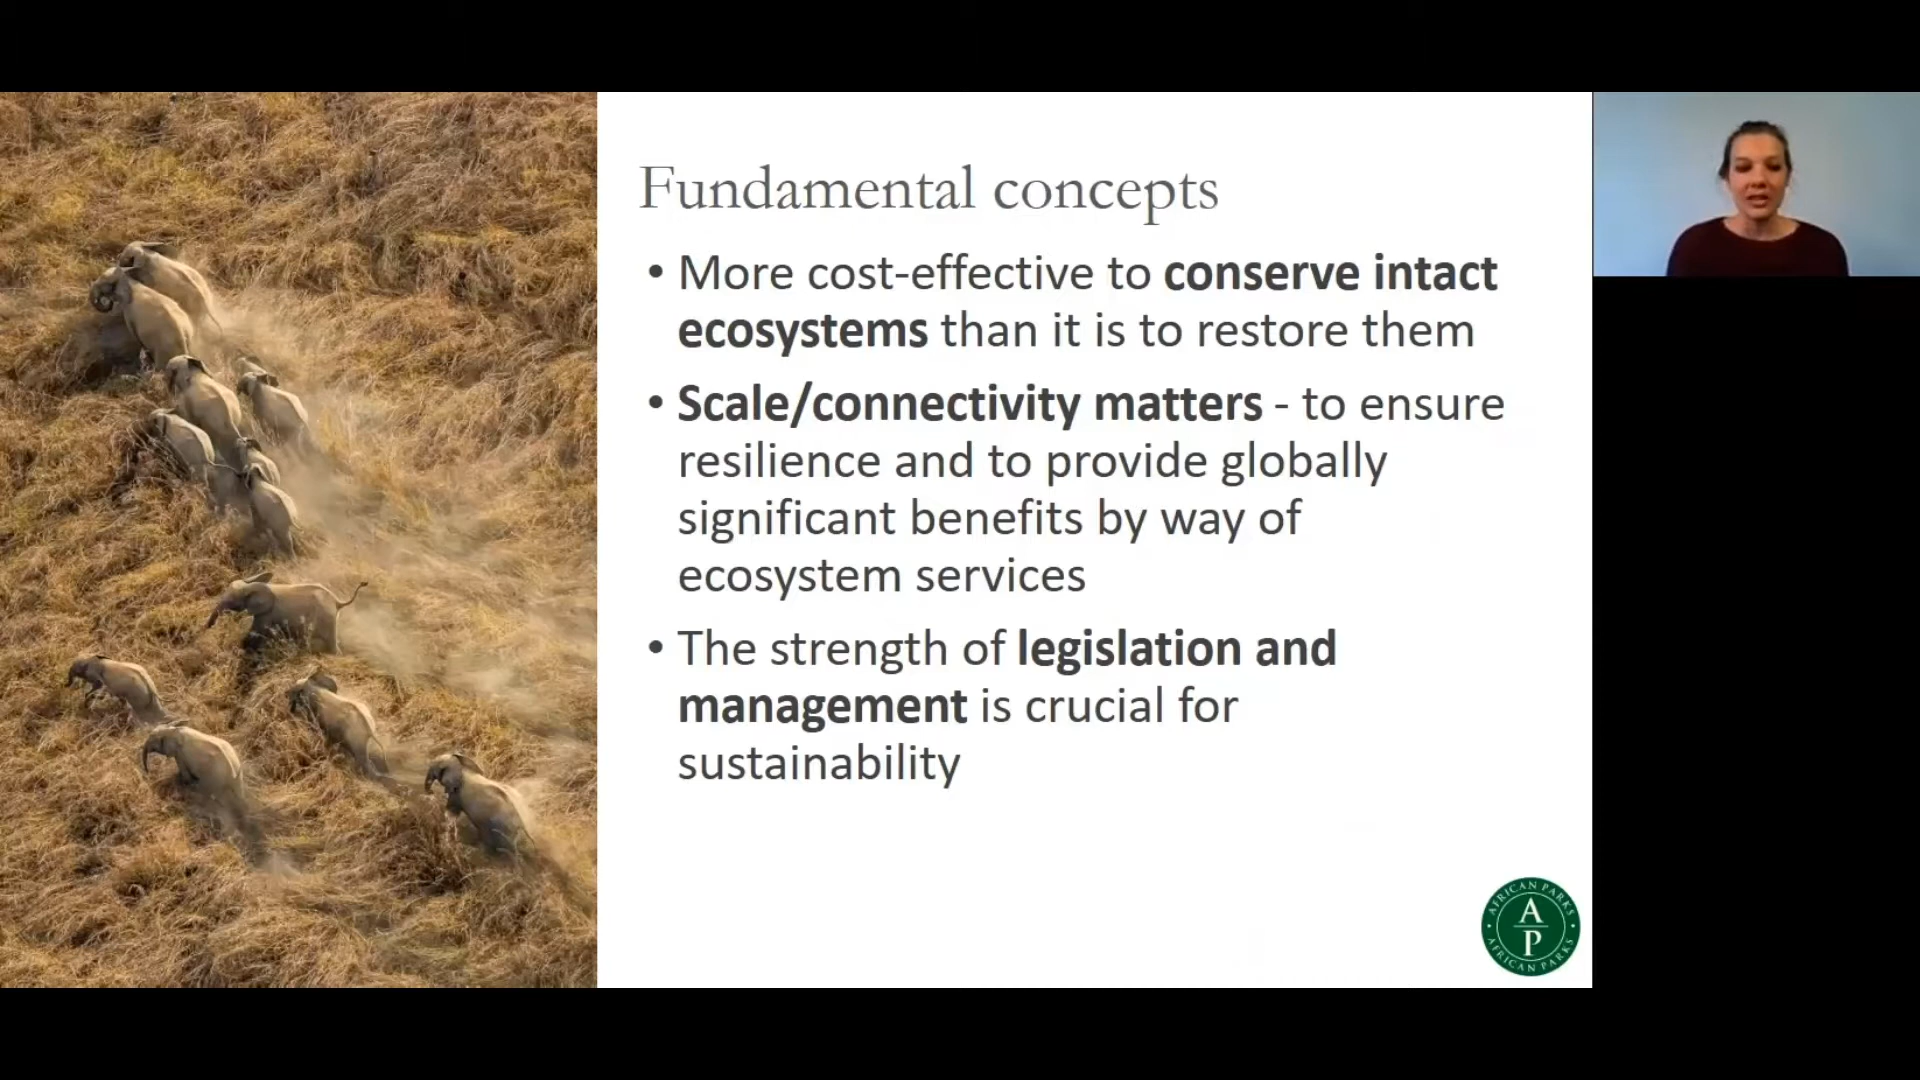 Fundamental concepts
• More cost-effective to conserve intact
ecosystems than it is to restore them
• Scale/connectivity matters - to ensure
resilience and to provide globally
significant benefits by way of
ecosystem services
• The strength of legislation and
management is crucial for
sustainability
AFRICAN PARKS
A
P
AFRICAN PARKS